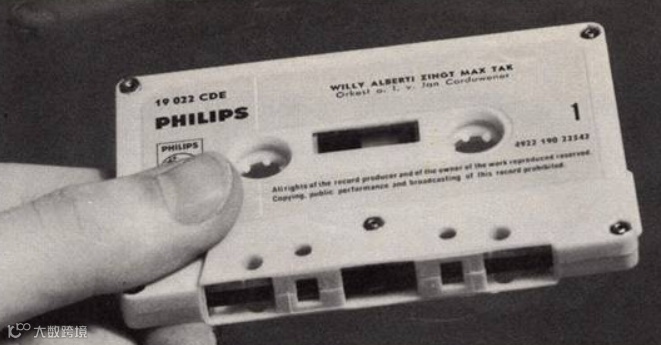 19 022 CDE
PHILIPS
PHILIPS
WILLY ALBERTI ZINGT MAX TAK
Orkest o. l. v. Jan Corduwener
1
4922 190 22542
All rights of the record producer and of the owner of the work reproduced reserved.
Copying, public performance and broadcasting of this record prohibited.
大数跨境